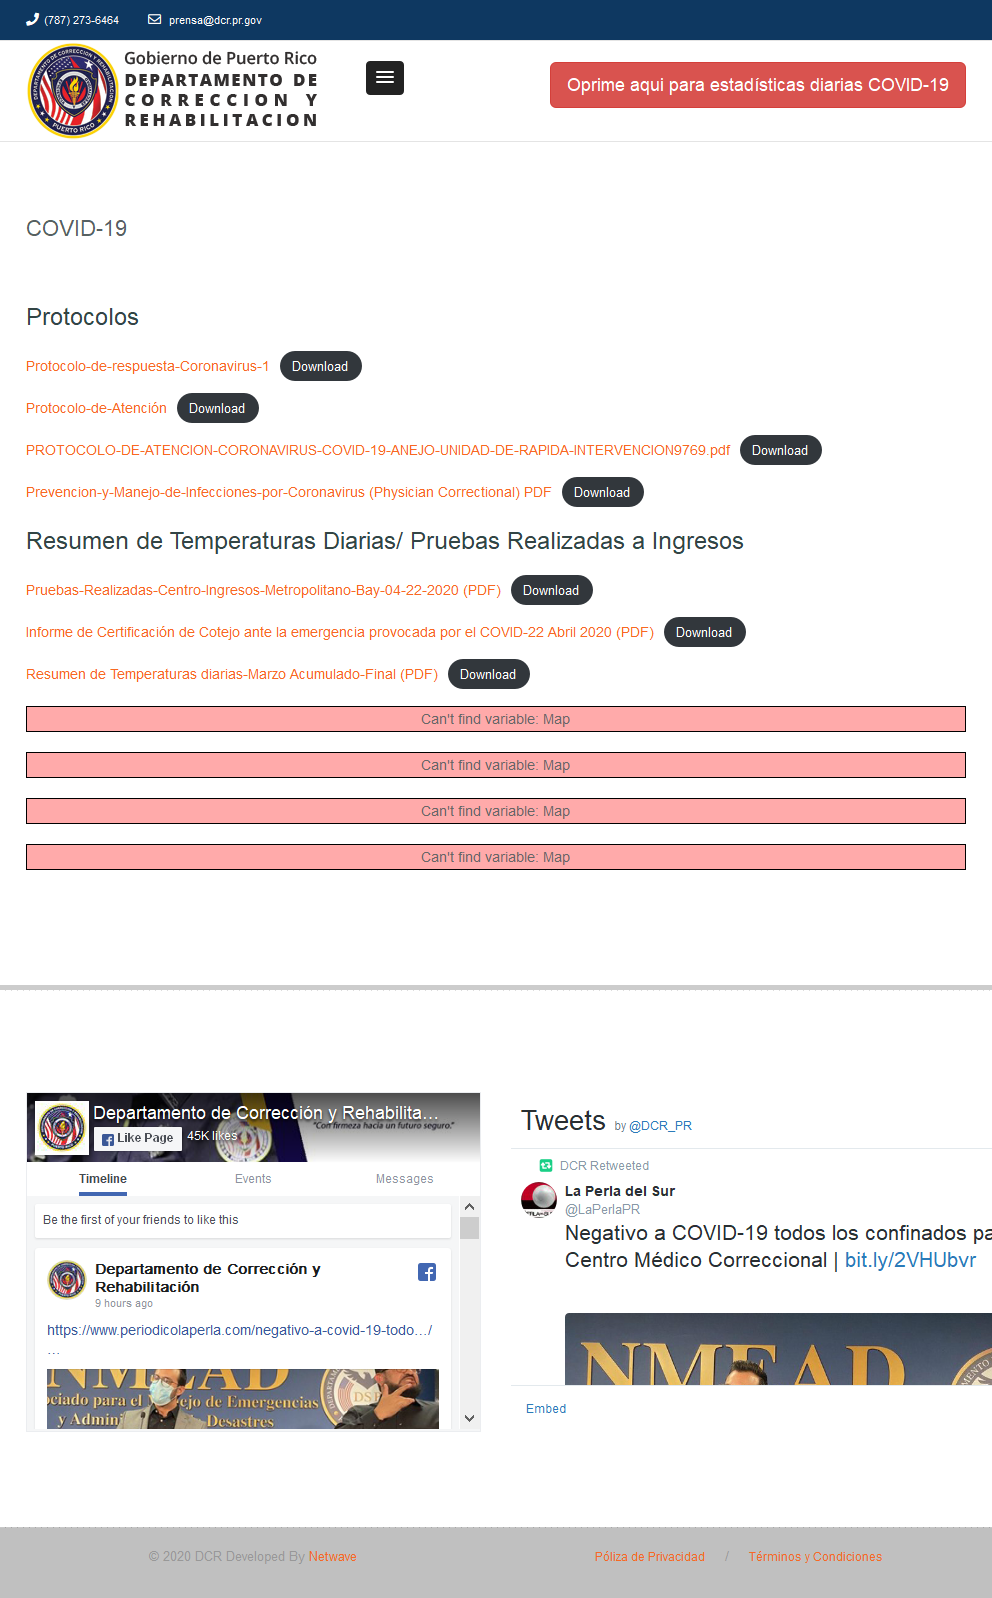 (787) 273-6464 prensa@dcr.pr.gov
Gobierno de Puerto Rico
DEPARTAMENTO DE
CORRECCION Y
REHABILITACION
Oprime aqui para estadísticas diarias COVID-19
COVID-19
Protocolos
Protocolo-de-respuesta-Coronavirus-1 Download
Protocolo-de-Atención Download
PROTOCOLO-DE-ATENCION-CORONAVIRUS-COVID-19-ANEJO-UNIDAD-DE-RAPIDA-INTERVENCION9769.pdf Download
Prevencion-y-Manejo-de-Infecciones-por-Coronavirus (Physician Correctional) PDF Download
Resumen de Temperaturas Diarias/ Pruebas Realizadas a Ingresos
Pruebas-Realizadas-Centro-Ingresos-Metropolitano-Bay-04-22-2020 (PDF) Download
Informe de Certificación de Cotejo ante la emergencia provocada por el COVID-22 Abril 2020 (PDF) Download
Resumen de Temperaturas diarias-Marzo Acumulado-Final (PDF) Download
Can't find variable: Map
Can't find variable: Map
Can't find variable: Map
Can't find variable: Map
Departamento de Corrección y Rehabilita...
"Con firmeza hacia un futuro seguro."
Like Page 45K likes
Timeline Events Messages
Be the first of your friends to like this
Departamento de Corrección y
Rehabilitación
9 hours ago
https://www.periodicolaperla.com/negativo-a-covid-19-todo.../
...
NMEAD
ociado para el Manejo de Emergencias
y Admini Desastres
Tweets by @DCR_PR
DCR Retweeted
La Perla del Sur
@LaPerlaPR
Negativo a COVID-19 todos los confinados pa
Centro Médico Correccional | bit.ly/2VHUbvr
NMEAD
Embed
© 2020 DCR Developed By Netwave
Póliza de Privacidad / Términos y Condiciones